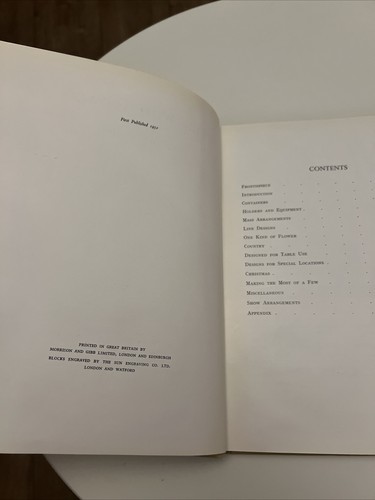 First Published 1952
PRINTED IN GREAT BRITAIN BY
MORRISON AND GIBB LIMITED, LONDON AND EDINBURGH
BLOCKS ENGRAVED BY THE SUN ENGRAVING CO. LTD.
LONDON AND WATFORD
CONTENTS
FRONTISPIECE
INTRODUCTION
CONTAINERS
HOLDERS AND EQUIPMENT
MASS ARRANGEMENTS
LINE DESIGNS
ONE KIND OF FLOWER
COUNTRY
DESIGNED FOR TABLE USE
DESIGNS FOR SPECIAL LOCATIONS
CHRISTMAS
MAKING THE MOST OF A FEW
MISCELLANEOUS
SHOW ARRANGEMENTS
APPENDIX